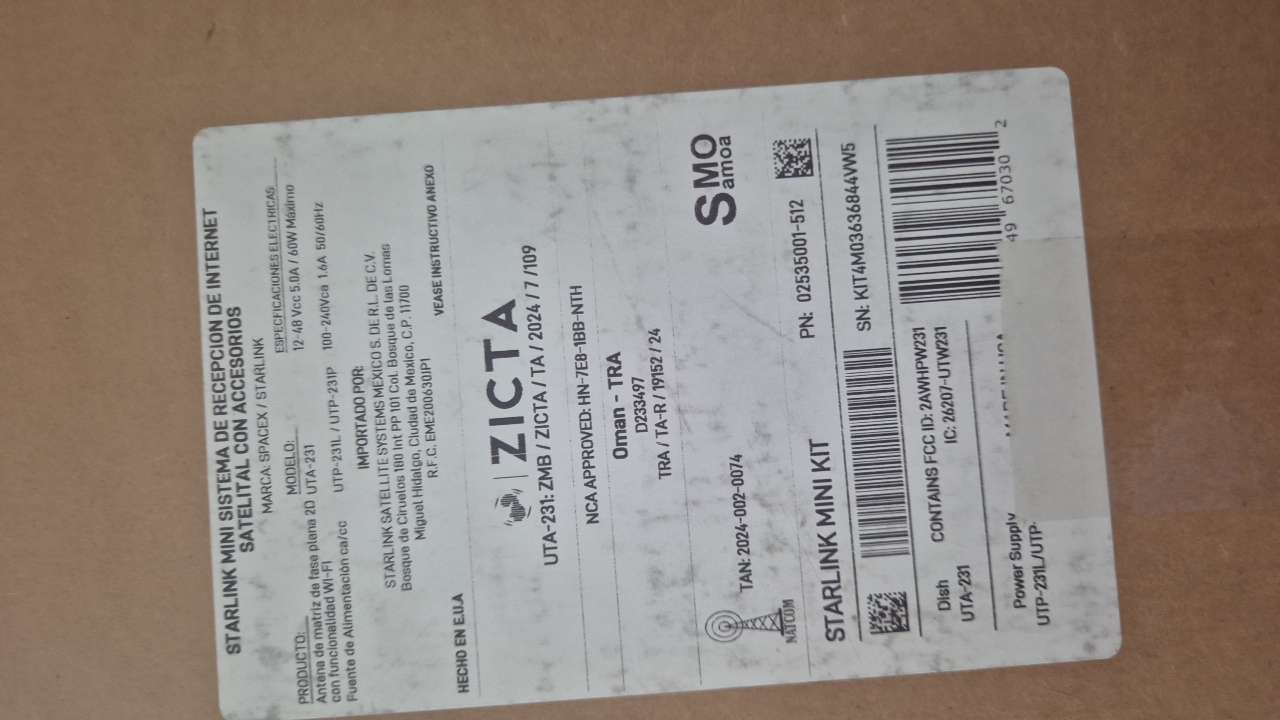 STARLINK MINI SISTEMA DE RECEPCION DE INTERNET
SATELITAL CON ACCESORIOS
MARCA: SPACEX / STARLINK
PRODUCTO:
MODELO:
ESPECIFICACIONES ELECTRICAS
Antena de matriz de fase plana 2D UTA-231
12-48 Vcc 5.0A / 60W Máximo
con funcionalidad WI-FI
Fuente de Alimentación ca/cc
UTP-231L / UTP-231P
100-240Vca 1.6A 50/60Hz
IMPORTADO POR:
STARLINK SATELLITE SYSTEMS MEXICO S. DE R.L. DE C.V.
Bosque de Ciruelos 180 Int PP 101 Col. Bosque de las Lomas
Miguel Hidalgo, Ciudad de Mexico, C.P. 11700
R.F.C. EME200630JP1
HECHO EN E.U.A
VEASE INSTRUCTIVO ANEXO
ZICTA
UTA-231: ZMB / ZICTA / TA / 2024 / 7 /109
NCA APPROVED: HN-7E8-1BB-NTH
Oman - TRA
D233497
TRA / TA-R / 19152 / 24
NATCOM
TAN: 2024-002-0074
SMO
Samoa
PN: 02535001-512
STARLINK MINI KIT
SN: KIT4M03636844VW5
Dish
UTA-231
CONTAINS FCC ID: 2AWHPW231
IC: 26207-UTW231
49 67030 2
Power Supply
UTP-231L/UTP-